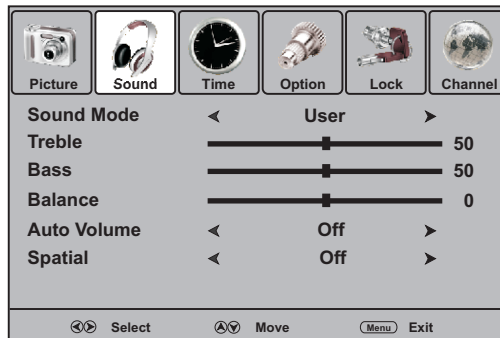 Picture Sound Time Option Lock Channel
Sound Mode User
Treble 50
Bass 50
Balance 0
Auto Volume Off
Spatial Off
Select Move Menu Exit